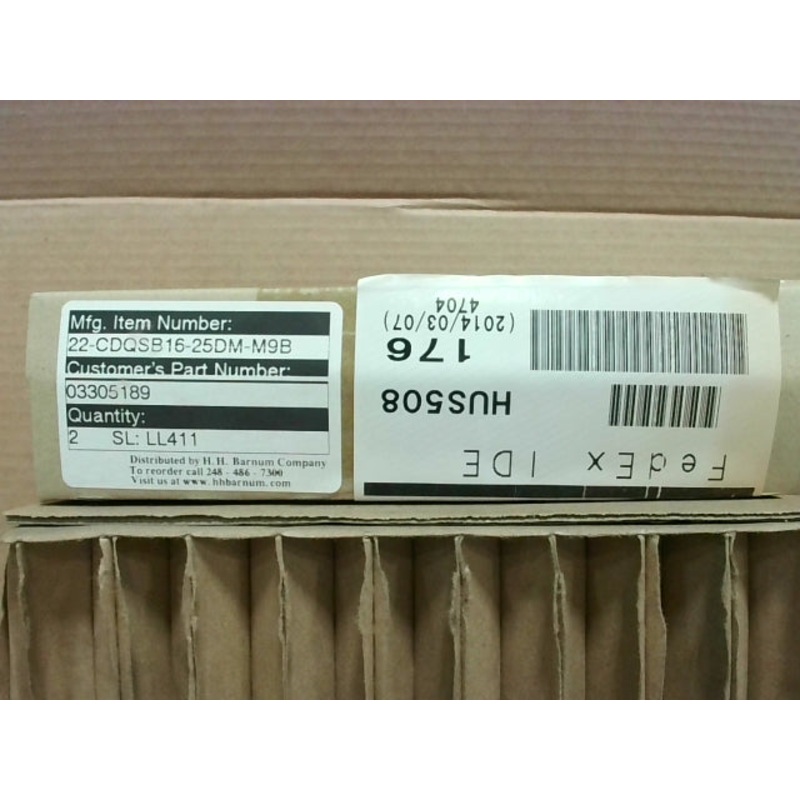 Mfg. Item Number:
22-CDQSB16-25DM-M9B
Customer's Part Number:
03305189
Quantity:
2 SL: LL411
Distributed by H. H. Barnum Company
To reorder call 248 - 486 - 7300
Visit us at www.hhbarnum.com
FedEx IDE
HUS508
176
(2014/03/07)
4704